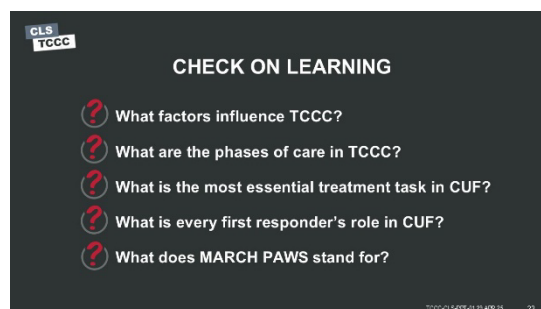 CLS
TCCC
CHECK ON LEARNING
What factors influence TCCC?
What are the phases of care in TCCC?
What is the most essential treatment task in CUF?
What is every first responder's role in CUF?
What does MARCH PAWS stand for?